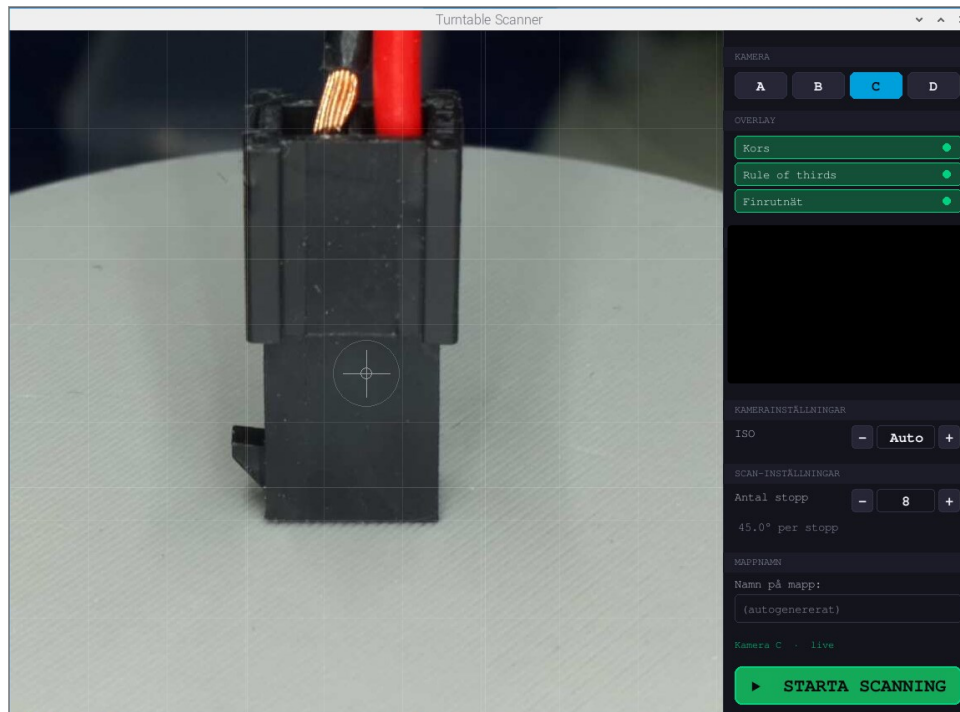 Turntable Scanner
KAMERA
A B C D
OVERLAY
Kors
Rule of thirds
Finrutnät
KAMERAINSTÄLLNINGAR
ISO - Auto +
SCAN-INSTÄLLNINGAR
Antal stopp - 8 +
45.0° per stopp
MAPPNAMN
Namn på mapp:
(autogenererat)
Kamera C · live
STARTA SCANNING